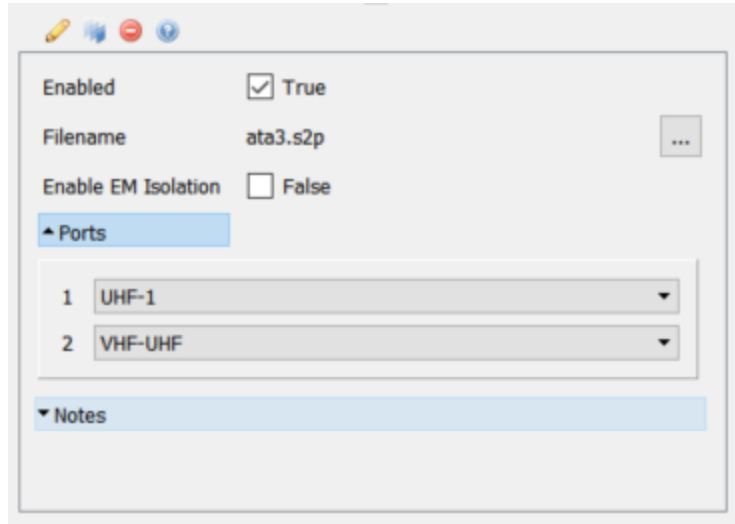 Enabled True
Filename ata3.s2p ...
Enable EM Isolation False
Ports
1 UHF-1
2 VHF-UHF
Notes